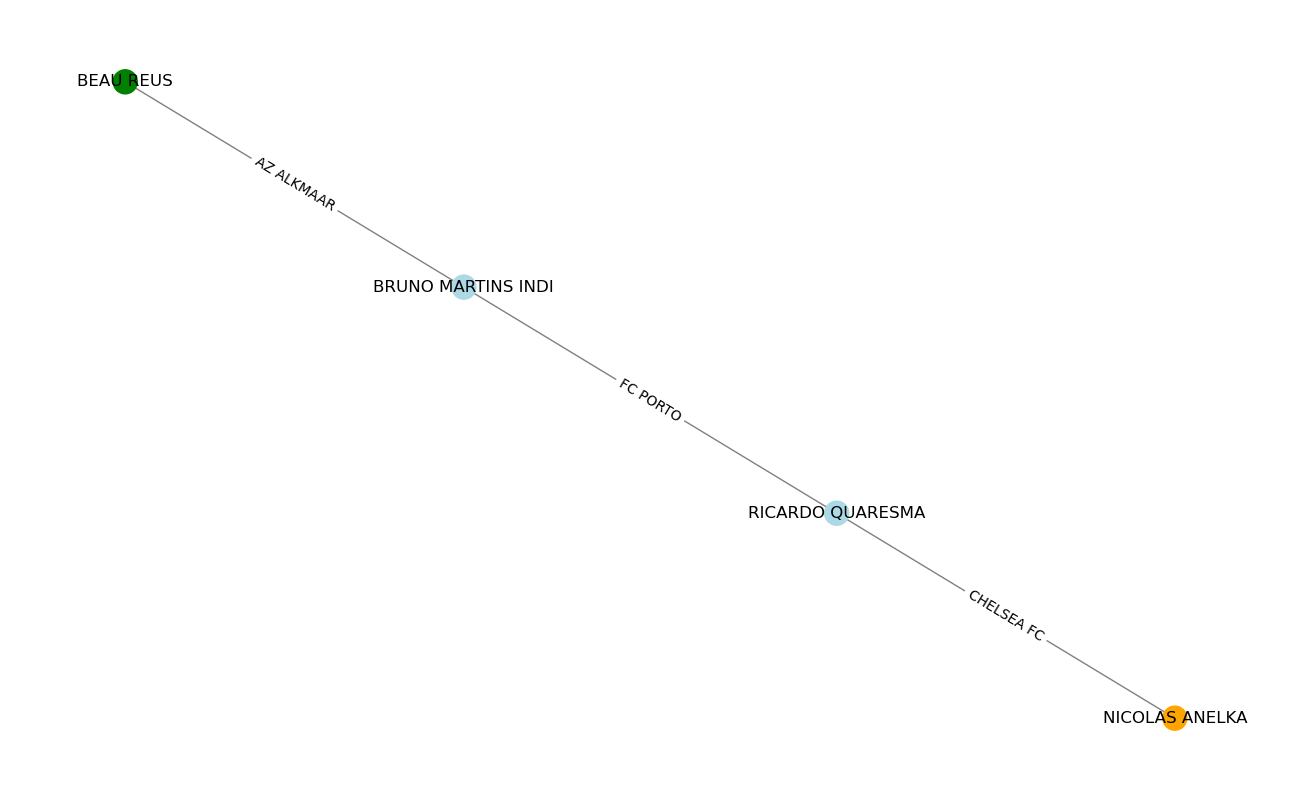 BEAU REUS
AZ ALKMAAR
BRUNO MARTINS INDI
FC PORTO
RICARDO QUARESMA
CHELSEA FC
NICOLAS ANELKA